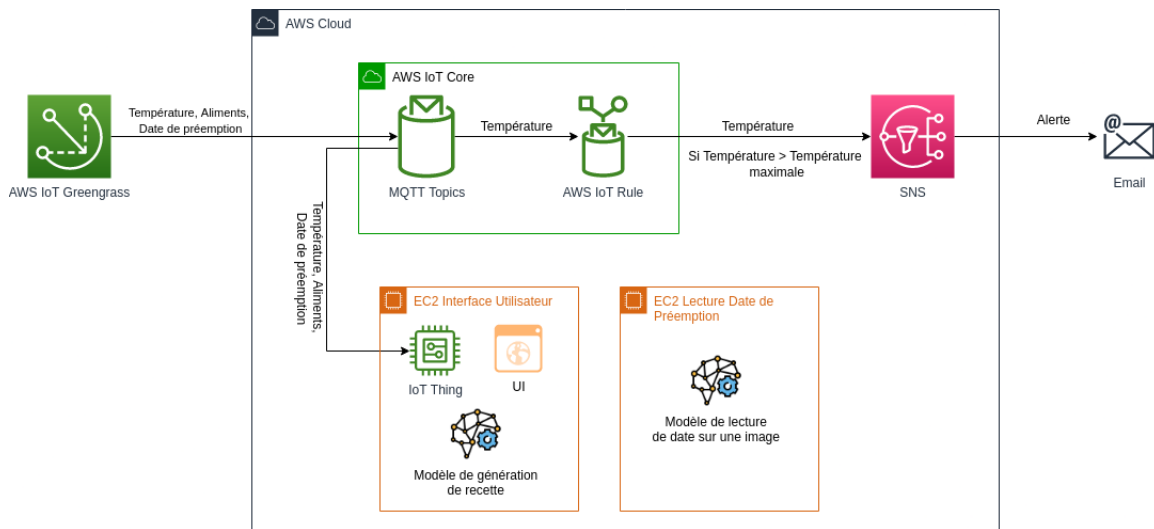 AWS Cloud
AWS IoT Core
Température, Aliments,
Date de préemption
AWS IoT Greengrass
MQTT Topics
Température
AWS IoT Rule
Température
Si Température > Température
maximale
SNS
Alerte
@
Email
Température, Aliments,
Date de préemption
EC2 Interface Utilisateur
IoT Thing
UI
Modèle de génération
de recette
EC2 Lecture Date de
Préemption
Modèle de lecture
de date sur une image